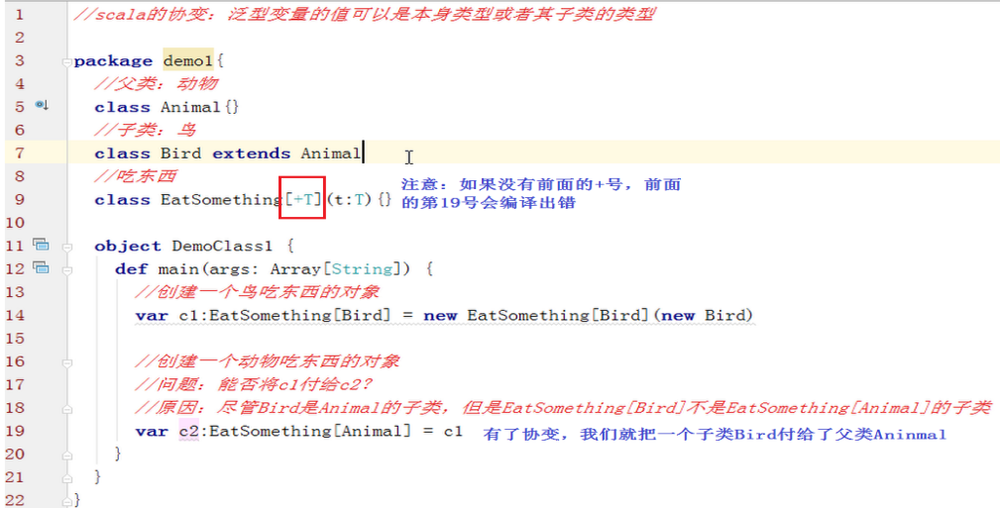 1 //scala的协变：泛型变量的值可以是本身类型或者其子类的类型
2
3 package demo1{
4 //父类：动物
5 class Animal{}
6 //子类：鸟
7 class Bird extends Animal
8 //吃东西 注意：如果没有前面的+号，前面
9 class EatSomething[+T](t:T){} 的第19号会编译出错
10
11 object DemoClass1 {
12 def main(args: Array[String]) {
13 //创建一个鸟吃东西的对象
14 var c1:EatSomething[Bird] = new EatSomething[Bird](new Bird)
15
16 //创建一个动物吃东西的对象
17 //问题：能否将c1付给c2？
18 //原因：尽管Bird是Animal的子类，但是EatSomething[Bird]不是EatSomething[Animal]的子类
19 var c2:EatSomething[Animal] = c1 有了协变，我们就把一个子类Bird付给了父类Aninmal
20 }
21 }
22 }